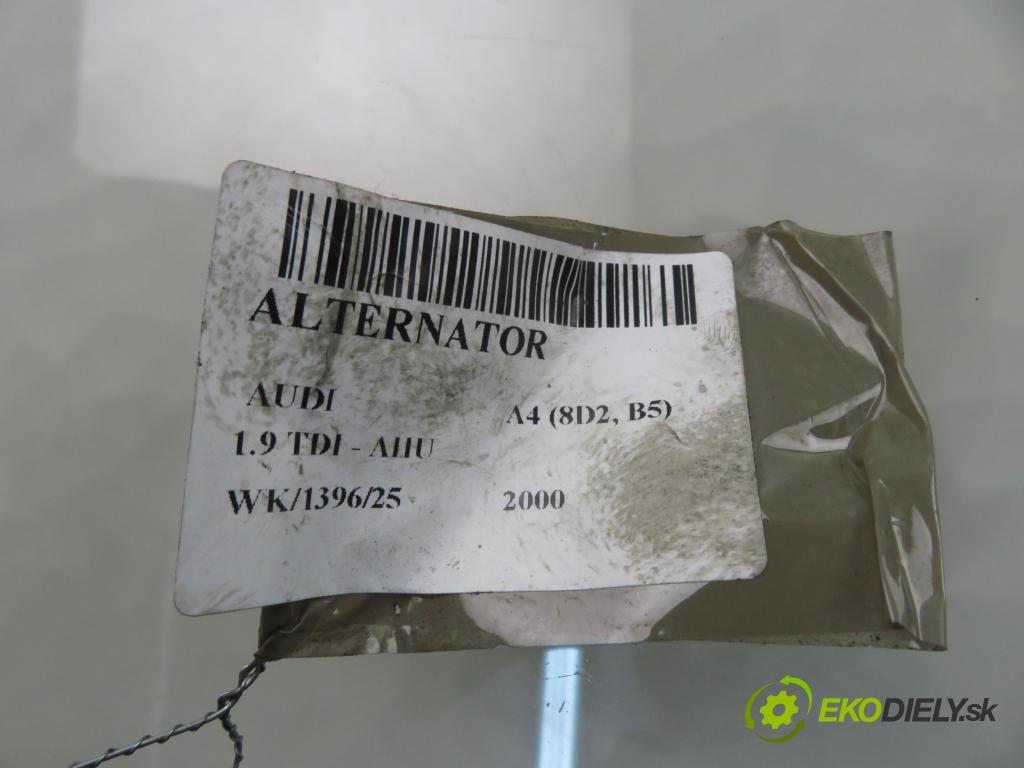 ALTERNATOR
AUDI A4 (8D2, B5)
1.9 TDI - AHU
WK/1396/25 2000
EKODIELY.sk